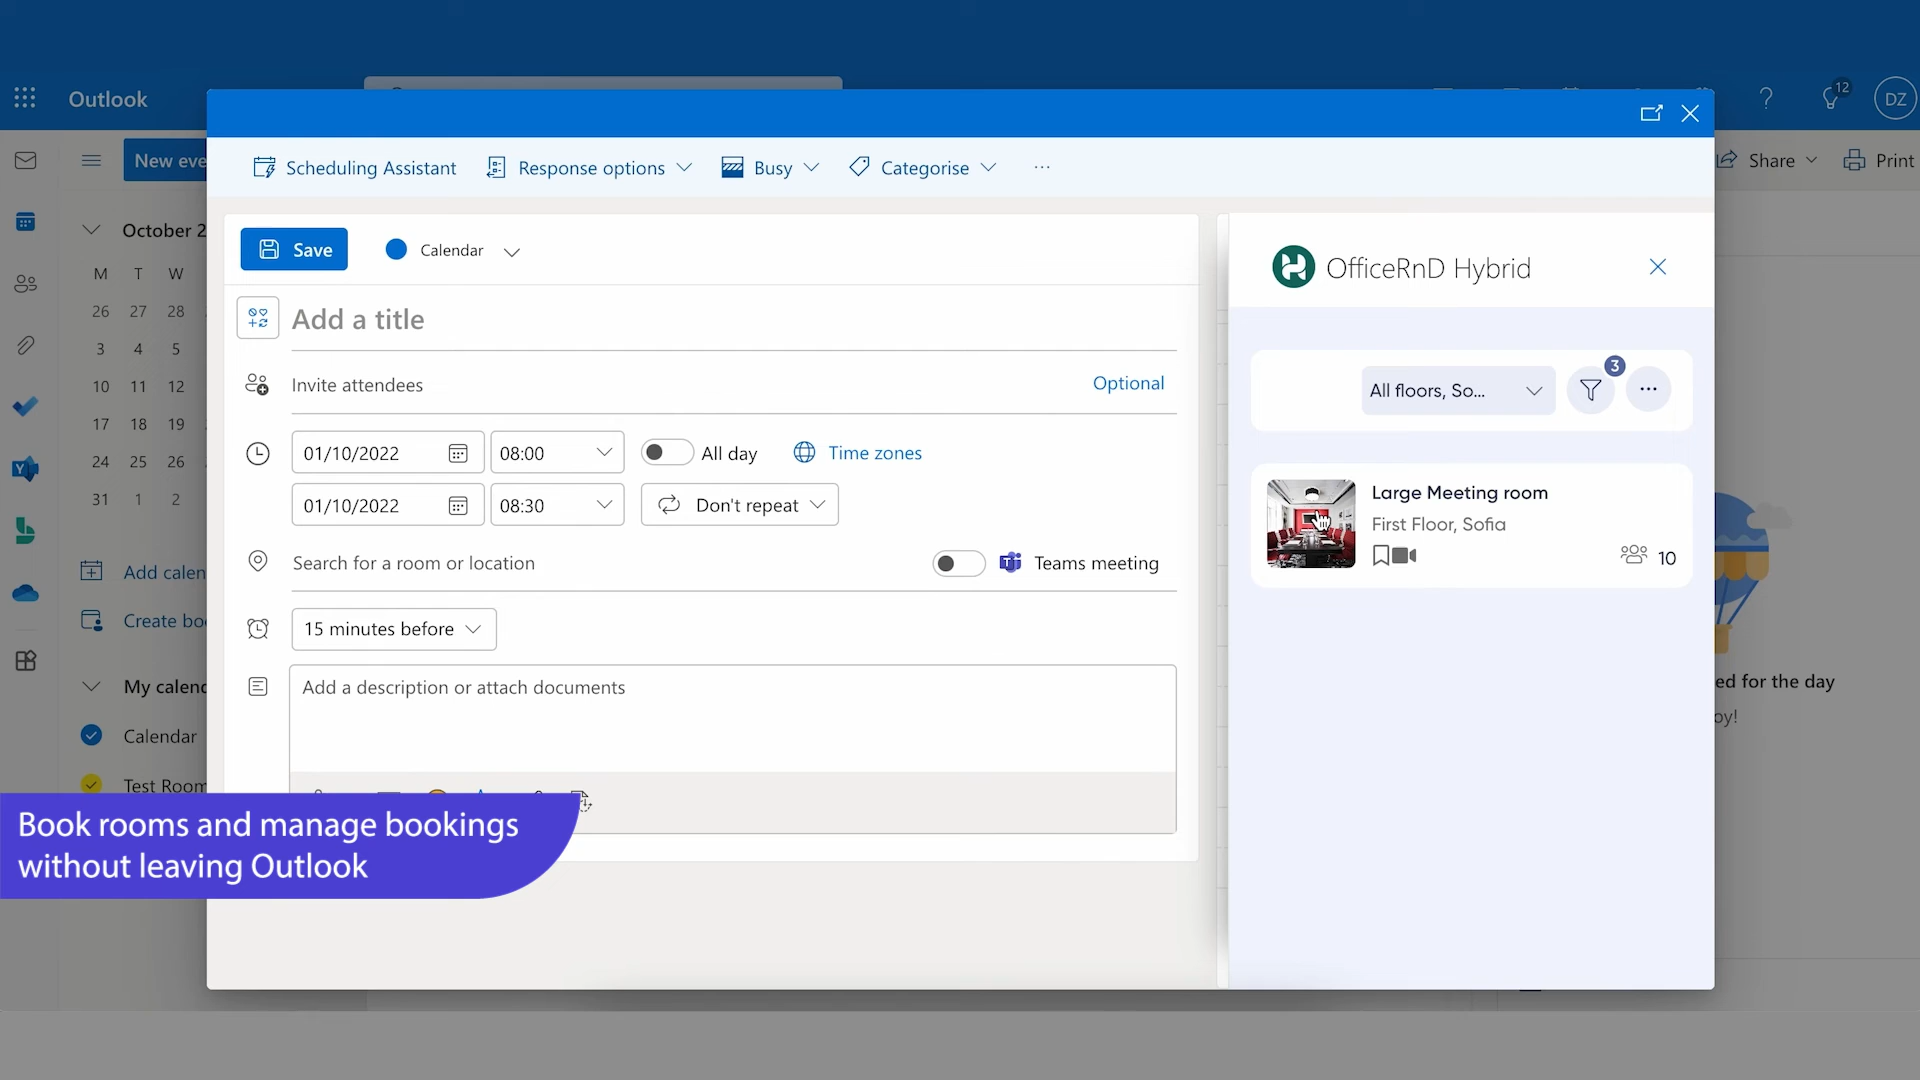 Outlook
12
DZ
New eve
Share
Print
Scheduling Assistant
Response options
Busy
Categorise
October 2
M T W
26 27 28
3 4 5
10 11 12
17 18 19
24 25 26
31 1 2
Add calen
Create boo
My calend
Calendar
Test Room
Save
Calendar
Add a title
Invite attendees
Optional
01/10/2022
08:00
All day
Time zones
01/10/2022
08:30
Don't repeat
Search for a room or location
Teams meeting
15 minutes before
Add a description or attach documents
OfficeRnD Hybrid
All floors, So...
3
Large Meeting room
First Floor, Sofia
10
ed for the day
oy!
Book rooms and manage bookings
without leaving Outlook